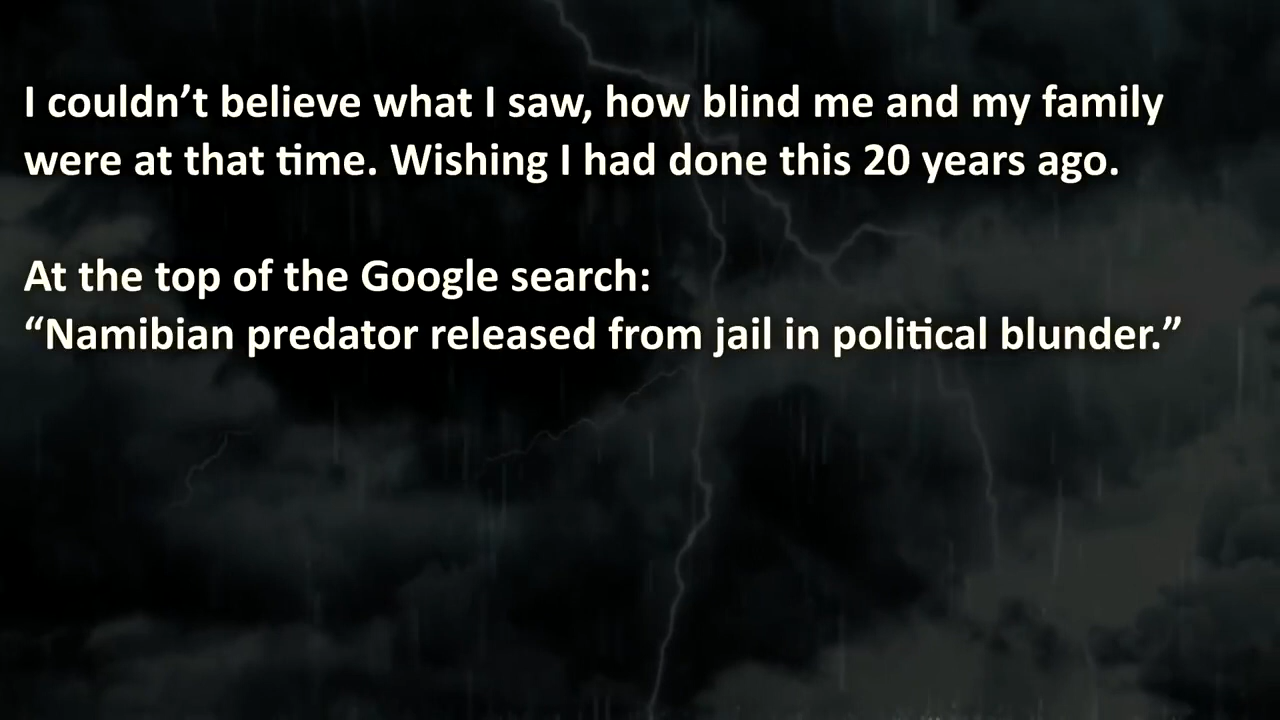 I couldn’t believe what I saw, how blind me and my family
were at that time. Wishing I had done this 20 years ago.
At the top of the Google search:
“Namibian predator released from jail in political blunder.”